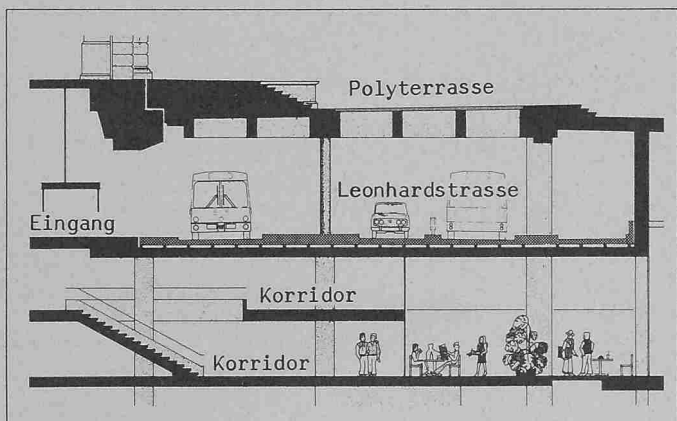 Polyterrasse
Leonhardstrasse
Eingang
Korridor
Korridor